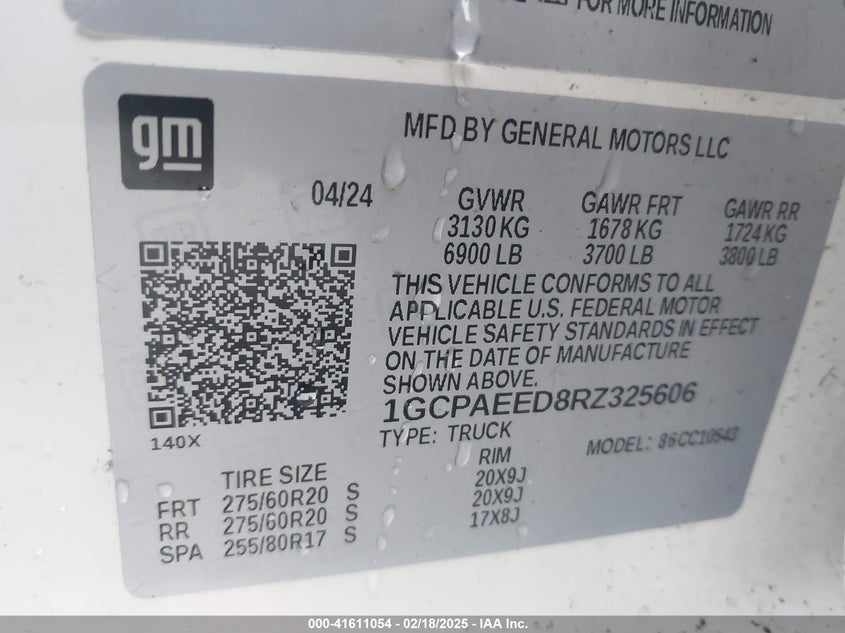 FOR MORE INFORMATION
gm
MFD BY GENERAL MOTORS LLC
04/24 GVWR GAWR FRT GAWR RR
3130 KG 1678 KG 1724 KG
6900 LB 3700 LB 3800 LB
THIS VEHICLE CONFORMS TO ALL
APPLICABLE U.S. FEDERAL MOTOR
VEHICLE SAFETY STANDARDS IN EFFECT
ON THE DATE OF MANUFACTURE
SHOWN ABOVE.
1GCPAEED8RZ325606
140X
TYPE: TRUCK MODEL: 86CC10543
TIRE SIZE RIM
FRT 275/60R20 S 20X9J
RR 275/60R20 S 20X9J
SPA 255/80R17 S 17X8J
000-41611054 - 02/18/2025 - IAA Inc.